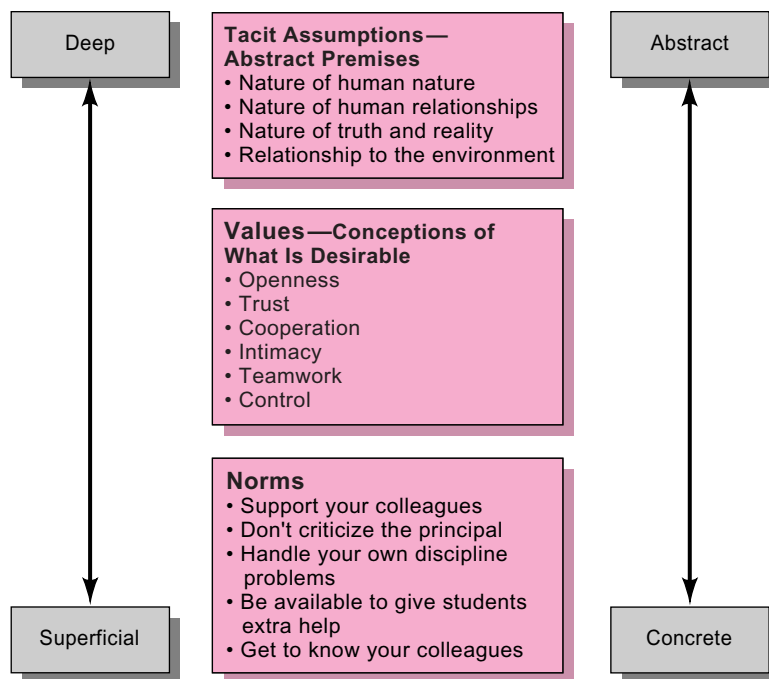 Deep
Tacit Assumptions—
Abstract Premises
• Nature of human nature
• Nature of human relationships
• Nature of truth and reality
• Relationship to the environment
Abstract
Values—Conceptions of
What Is Desirable
• Openness
• Trust
• Cooperation
• Intimacy
• Teamwork
• Control
Norms
• Support your colleagues
• Don't criticize the principal
• Handle your own discipline
problems
• Be available to give students
extra help
• Get to know your colleagues
Superficial
Concrete